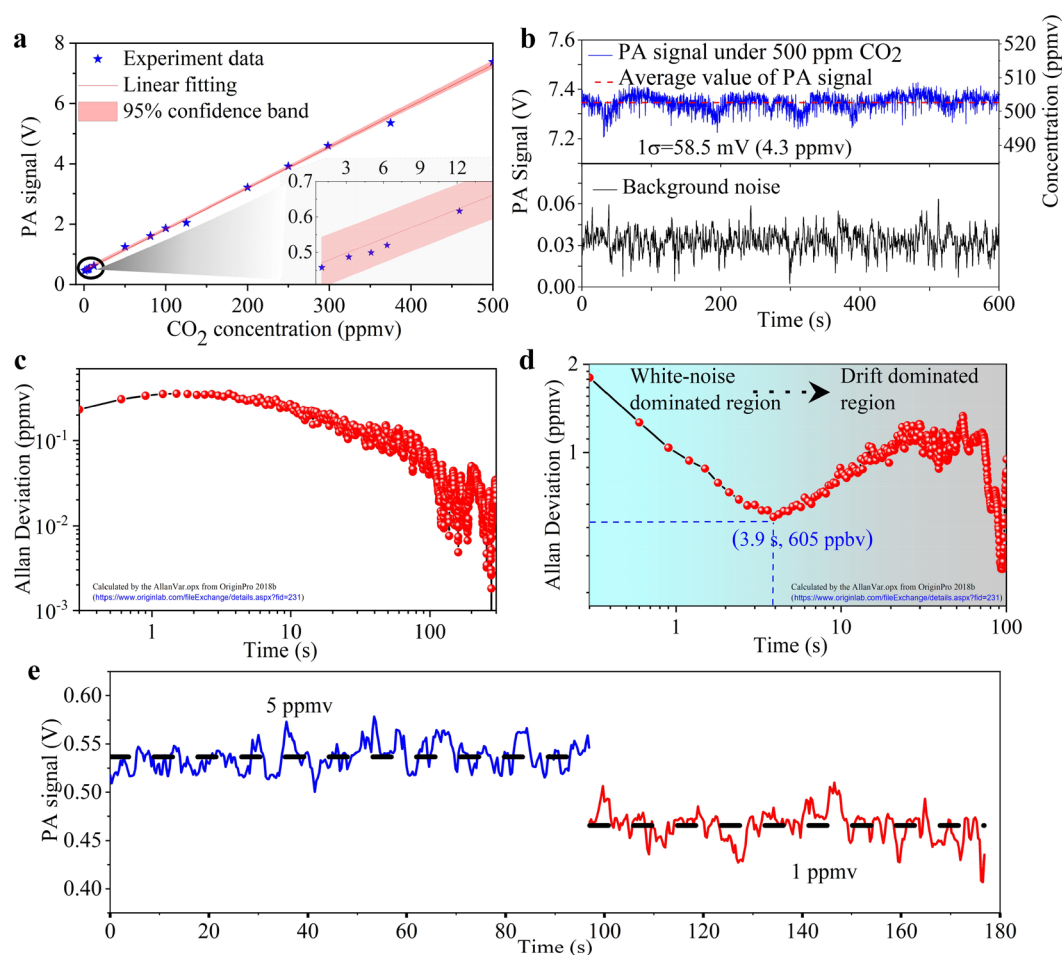 a
8
6
4
2
0
PA signal (V)
Experiment data
Linear fitting
95% confidence band
3 6 9 12
0.7
0.6
0.5
0 100 200 300 400 500
CO2 concentration (ppmv)
b
7.6
7.4
7.2
0.06
0.03
0.00
PA Signal (V)
PA signal under 500 ppm CO2
Average value of PA signal
1σ=58.5 mV (4.3 ppmv)
Background noise
520
510
500
490
Concentration (ppmv)
0 200 400 600
Time (s)
c
10-1
10-2
10-3
Allan Deviation (ppmv)
Calculated by the AllanVar.opx from OriginPro 2018b
(https://www.originlab.com/fileExchange/details.aspx?fid=231)
1 10 100
Time (s)
d
2
1
Allan Deviation (ppmv)
White-noise
dominated region
Drift dominated
region
(3.9 s, 605 ppbv)
Calculated by the AllanVar.opx from OriginPro 2018b
(https://www.originlab.com/fileExchange/details.aspx?fid=231)
1 10 100
Time (s)
e
0.60
0.55
0.50
0.45
0.40
PA signal (V)
5 ppmv
1 ppmv
0 20 40 60 80 100 120 140 160 180
Time (s)